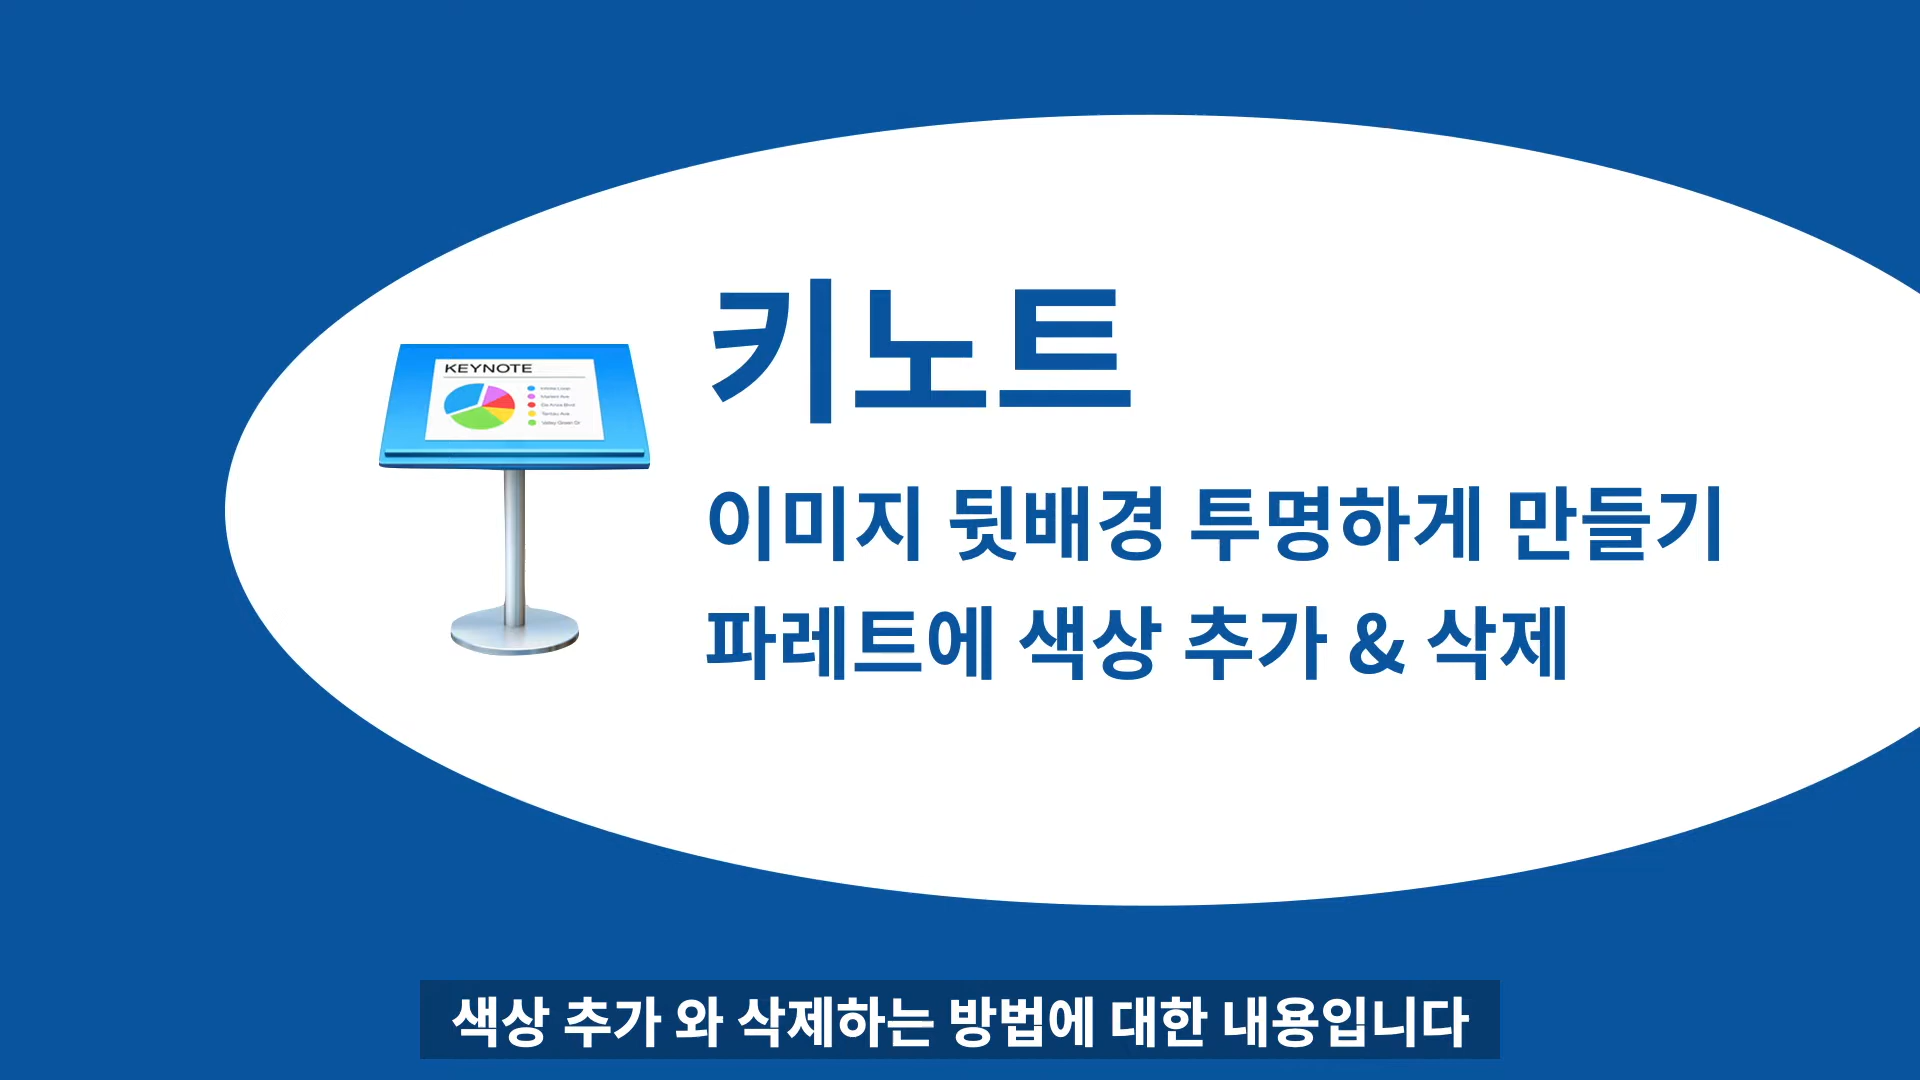 키노트
KEYNOTE
이미지 뒷배경 투명하게 만들기
파레트에 색상 추가 & 삭제
색상 추가 와 삭제하는 방법에 대한 내용입니다